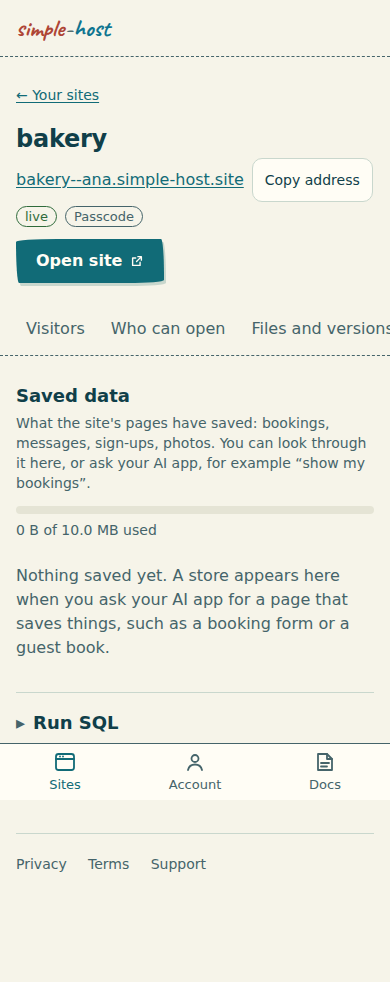 simple-host
← Your sites
bakery
bakery--ana.simple-host.site Copy address
live Passcode
Open site
Visitors Who can open Files and versions
Saved data
What the site's pages have saved: bookings,
messages, sign-ups, photos. You can look through
it here, or ask your AI app, for example “show my
bookings”.
0 B of 10.0 MB used
Nothing saved yet. A store appears here
when you ask your AI app for a page that
saves things, such as a booking form or a
guest book.
▶ Run SQL
Sites Account Docs
Privacy Terms Support